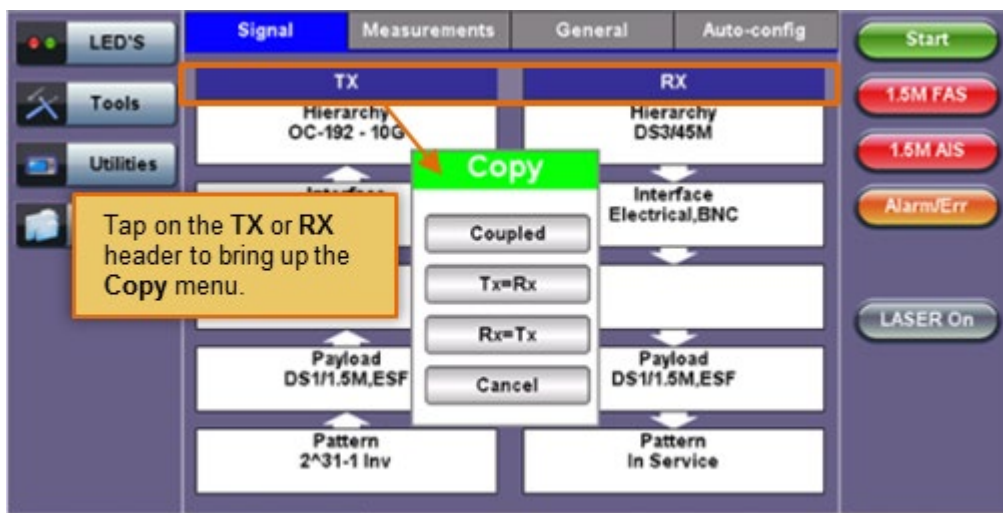 LED'S
Tools
Utilities
Signal
Measurements
General
Auto-config
TX
RX
Hierarchy
OC-192 - 10G
Hierarchy
DS3/45M
Copy
Coupled
Tx=Rx
Rx=Tx
Cancel
Tap on the TX or RX
header to bring up the
Copy menu.
Interface
Electrical,BNC
Payload
DS1/1.5M,ESF
Payload
DS1/1.5M,ESF
Pattern
2^31-1 Inv
Pattern
In Service
Start
1.5M FAS
1.5M AIS
Alarm/Err
LASER On